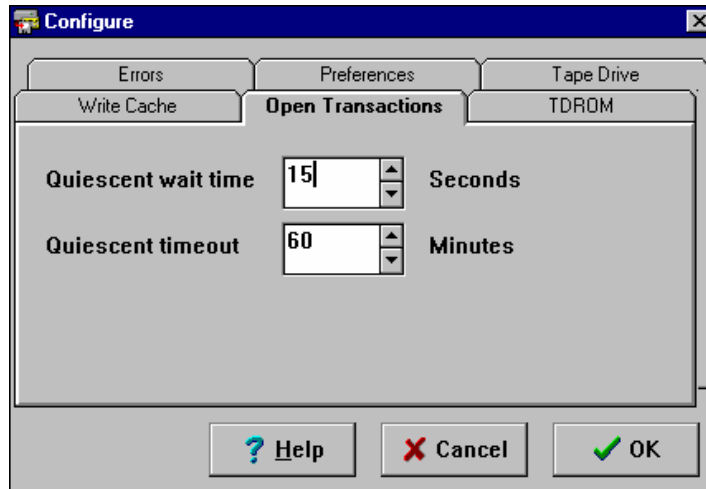 Configure
Errors Preferences Tape Drive
Write Cache Open Transactions TDROM
Quiescent wait time 15 Seconds
Quiescent timeout 60 Minutes
? Help Cancel OK